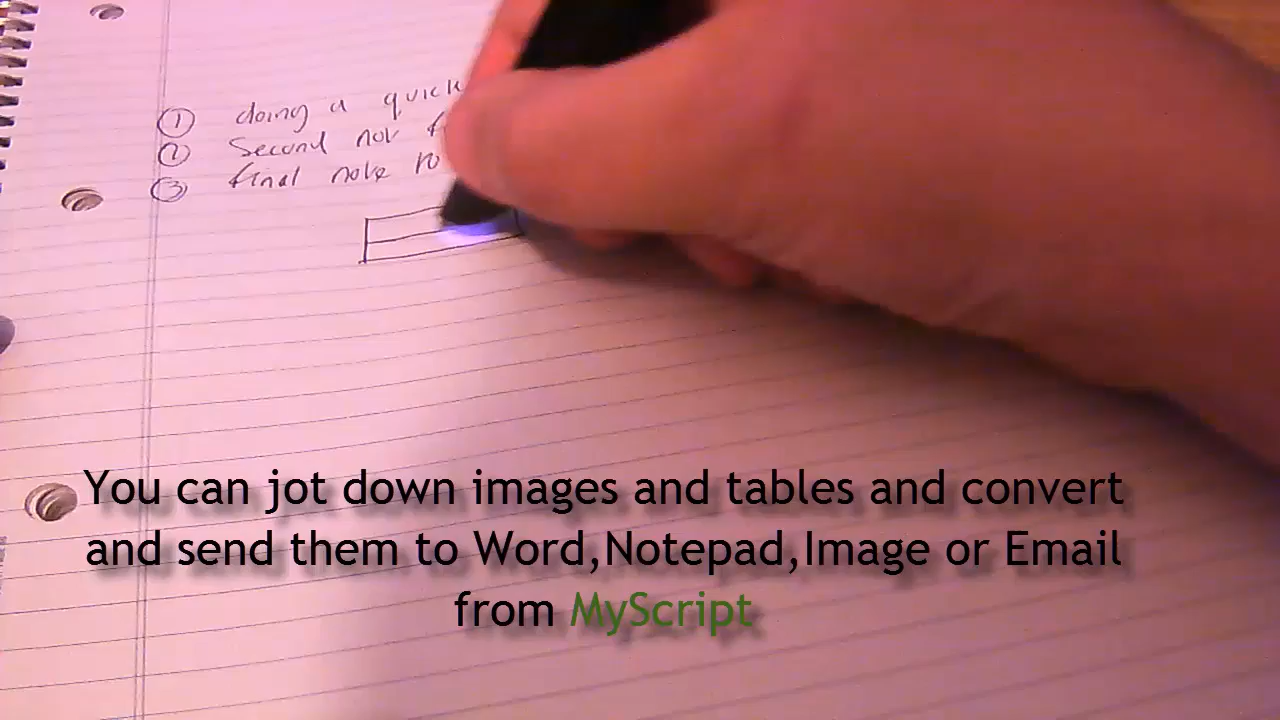 ① doing a quick
② Second not
③ final note to
You can jot down images and tables and convert
and send them to Word,Notepad,Image or Email
from MyScript